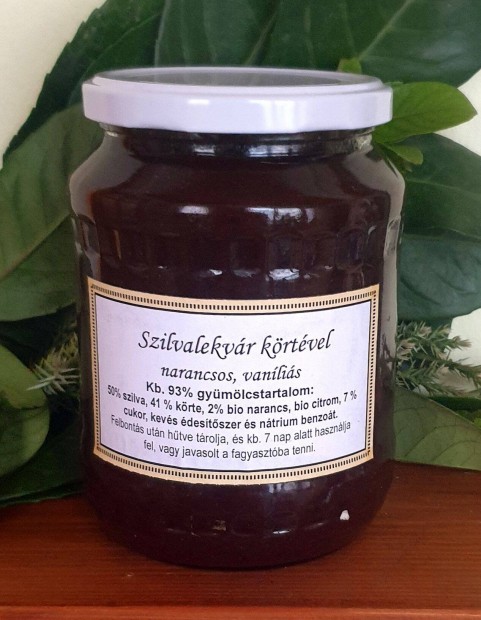 Szilvalekvár körtével
narancsos, vaníliás
Kb. 93% gyümölcstartalom:
50% szilva, 41 % körte, 2% bio narancs, bio citrom, 7 %
cukor, kevés édesítőszer és nátrium benzoát.
Felbontás után hűtve tárolja, és kb. 7 nap alatt használja
fel, vagy javasolt a fagyasztóba tenni.